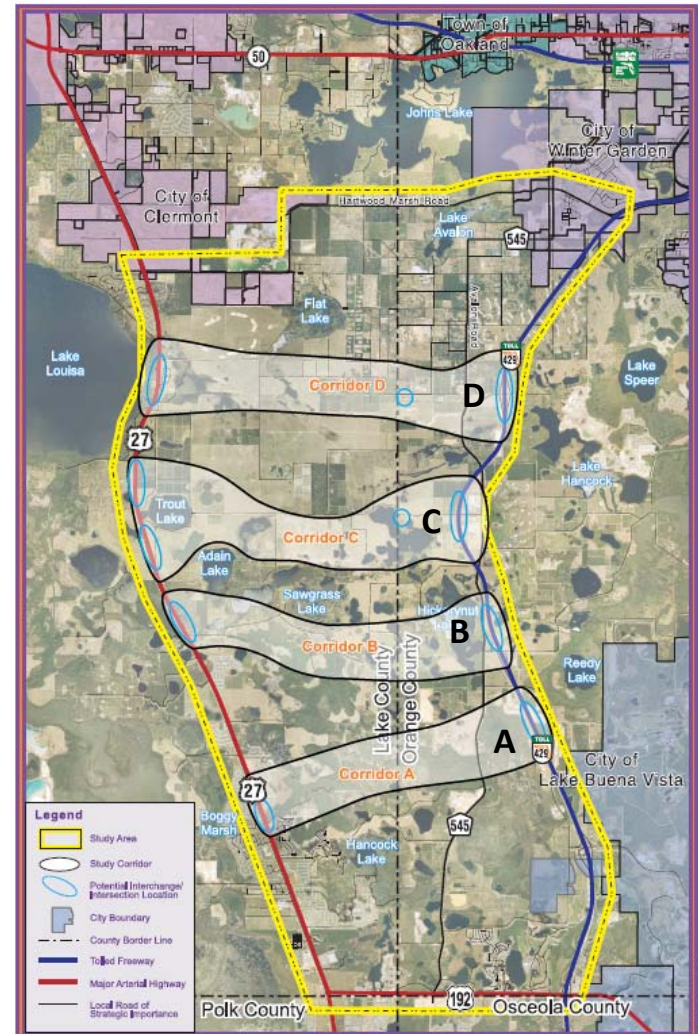 Town of
Oakland
50
Johns Lake
City of
Winter Garden
City of
Clermont
Hartwood Marsh Road
Lake
Avalon
545
Avalon Road
Flat
Lake
Lake
Louisa
TOLL
429
Lake
Speer
Corridor D
D
27
Lake
Hancock
Trout
Lake
C
Corridor C
Adain
Lake
Sawgrass
Lake
Hickorynut
B
Corridor B
Reedy
Lake
Lake County
Orange County
A
TOLL
429
City of
Lake Buena Vista
Corridor A
27
Boggy
Marsh
545
Hancock
Lake
Legend
Study Area
Study Corridor
Potential Interchange/
Intersection Location
City Boundary
County Border Line
Tolled Freeway
Major Arterial Highway
Local Road of
Strategic Importance
192
Polk County
Osceola County